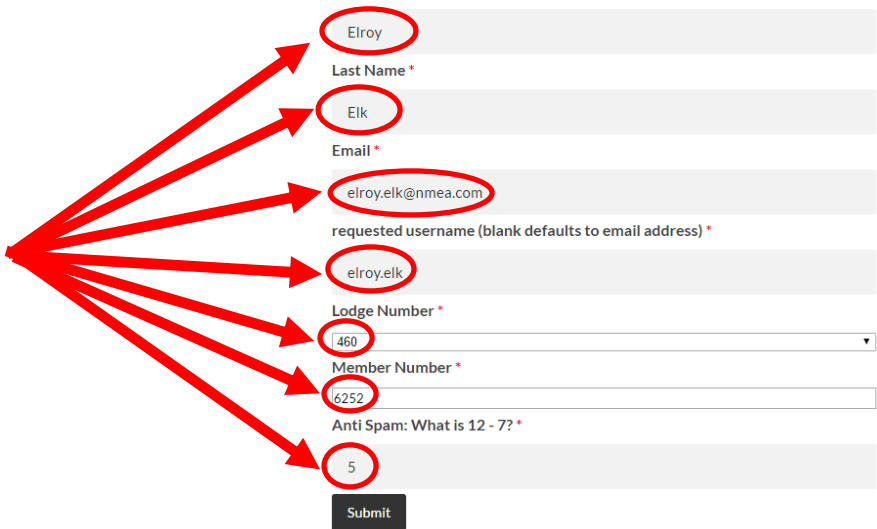 Elroy
Last Name *
Elk
Email *
elroy.elk@nmea.com
requested username (blank defaults to email address) *
elroy.elk
Lodge Number *
460
Member Number *
6252
Anti Spam: What is 12 - 7? *
5
Submit